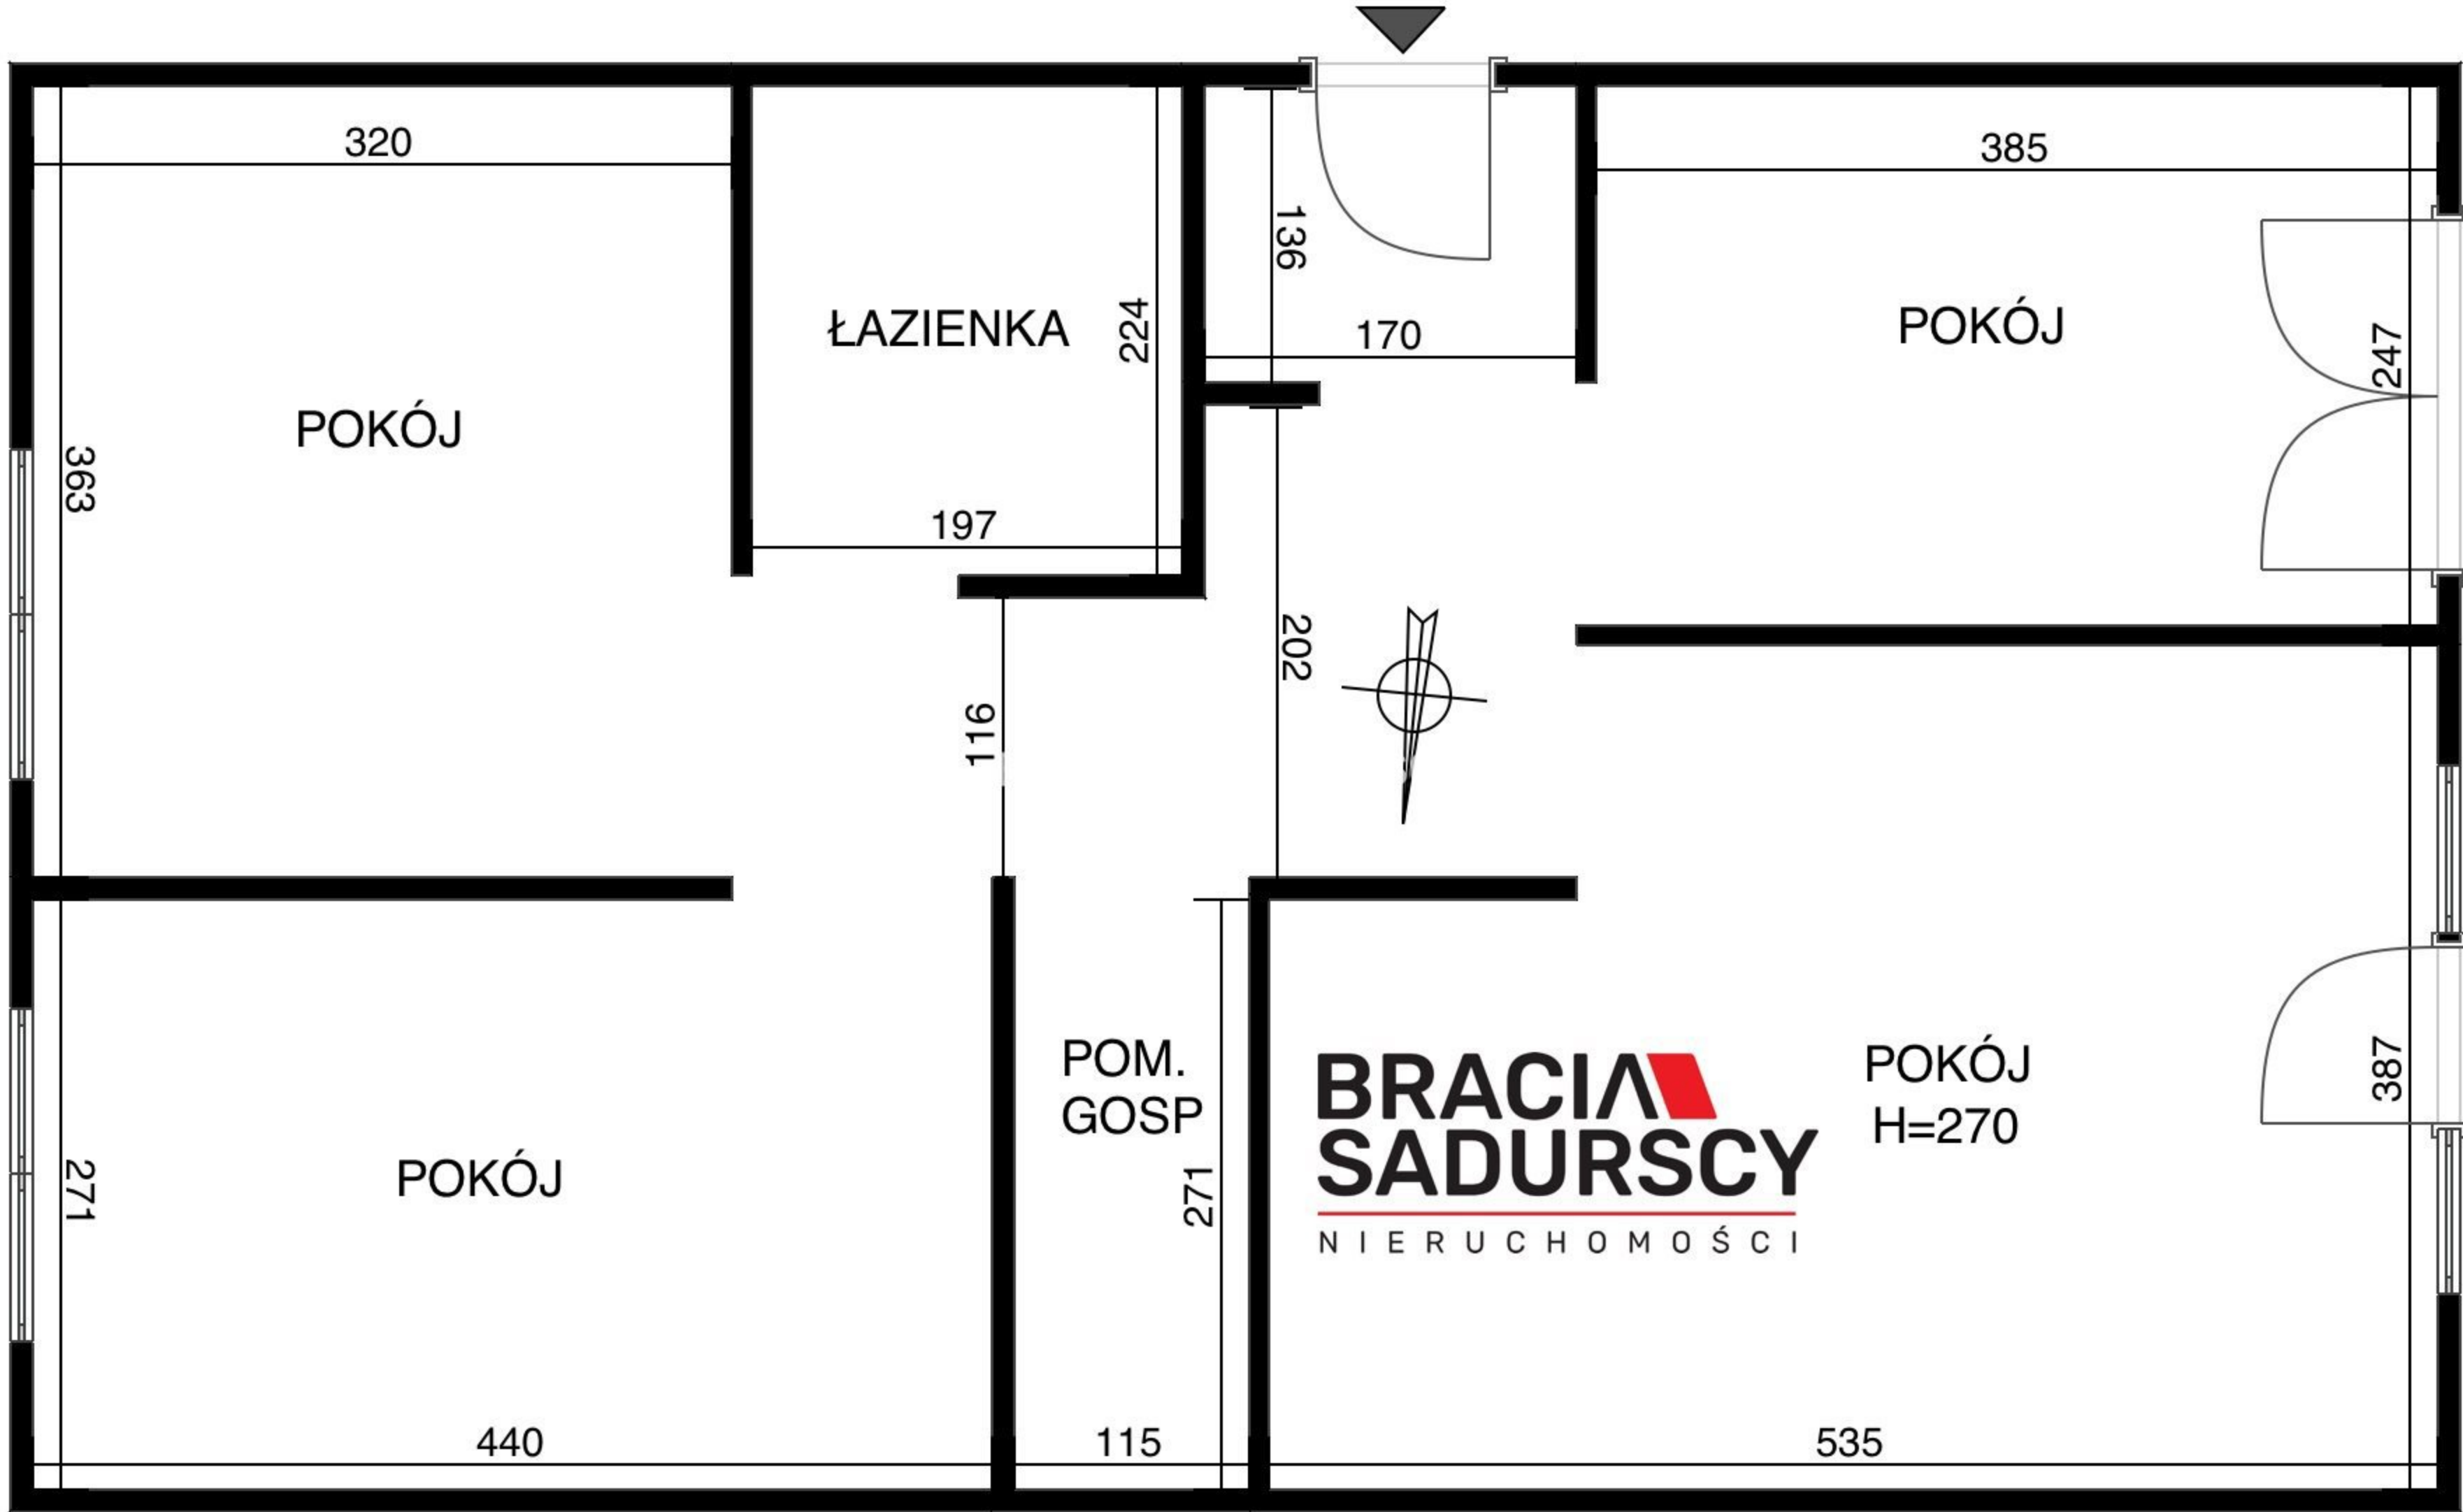 320
385
136
224
ŁAZIENKA
170
POKÓJ
247
POKÓJ
363
197
202
116
POM.
GOSP
BRACIA
SADURSCY
NIERUCHOMOŚCI
POKÓJ
H=270
387
POKÓJ
271
271
440
115
535